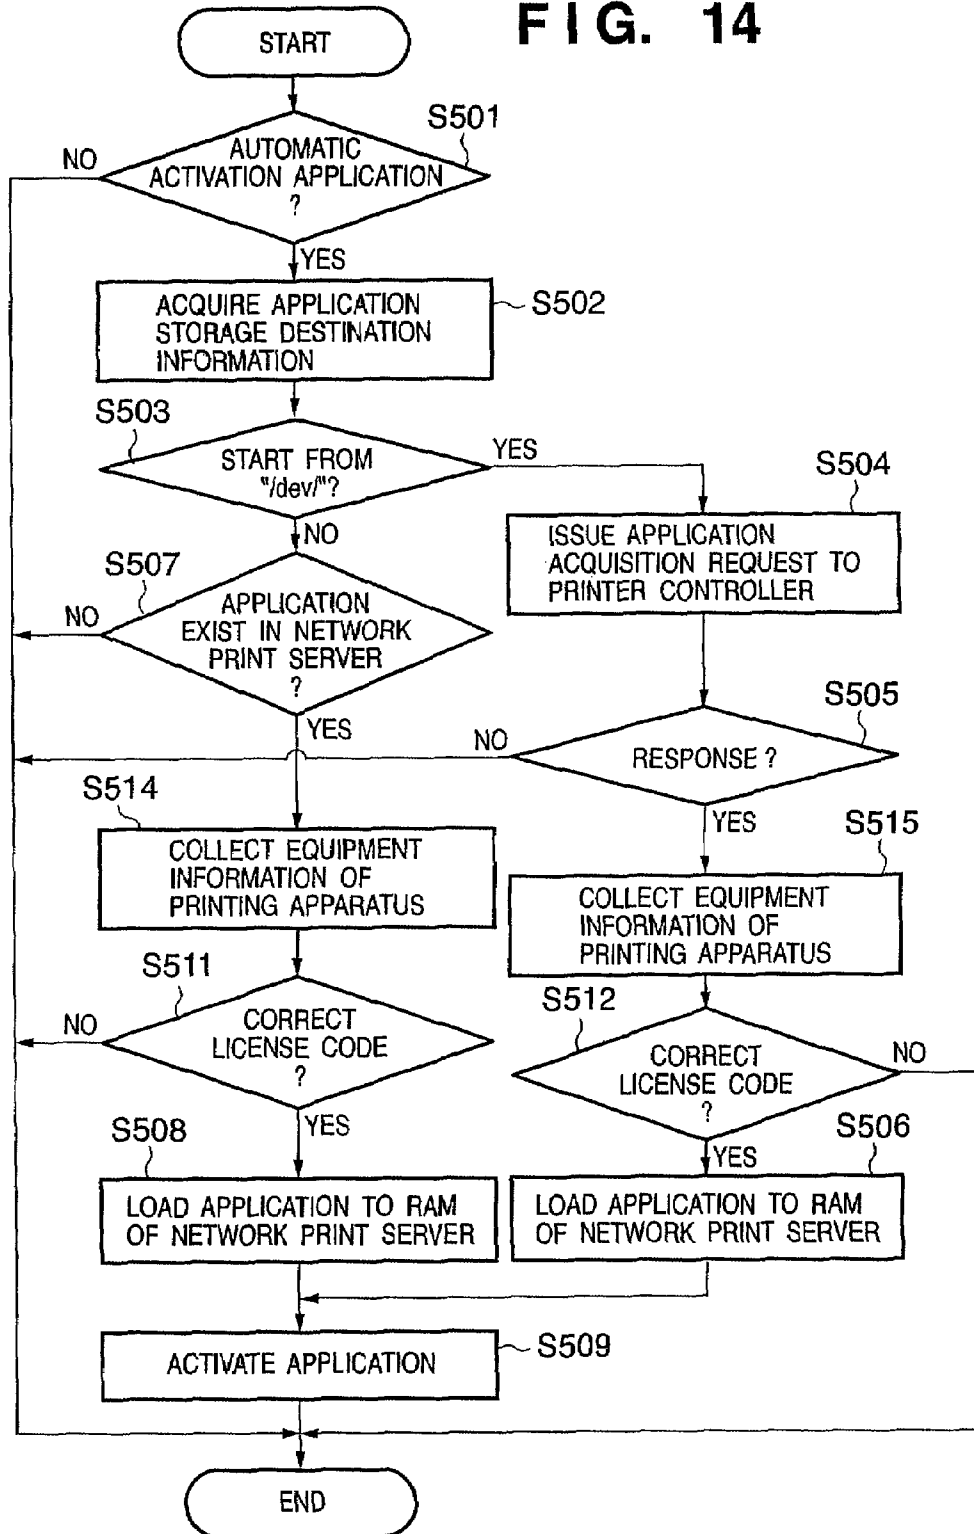 FIG. 14
START
S501
AUTOMATIC
ACTIVATION APPLICATION
?
NO
YES
S502
ACQUIRE APPLICATION
STORAGE DESTINATION
INFORMATION
S503
START FROM
"/dev/"?
YES
NO
S504
ISSUE APPLICATION
ACQUISITION REQUEST TO
PRINTER CONTROLLER
S507
APPLICATION
EXIST IN NETWORK
PRINT SERVER
?
NO
YES
S505
RESPONSE ?
NO
YES
S514
COLLECT EQUIPMENT
INFORMATION OF
PRINTING APPARATUS
S515
COLLECT EQUIPMENT
INFORMATION OF
PRINTING APPARATUS
S511
CORRECT
LICENSE CODE
?
NO
YES
S512
CORRECT
LICENSE CODE
?
NO
YES
S508
LOAD APPLICATION TO RAM
OF NETWORK PRINT SERVER
S506
LOAD APPLICATION TO RAM
OF NETWORK PRINT SERVER
S509
ACTIVATE APPLICATION
END